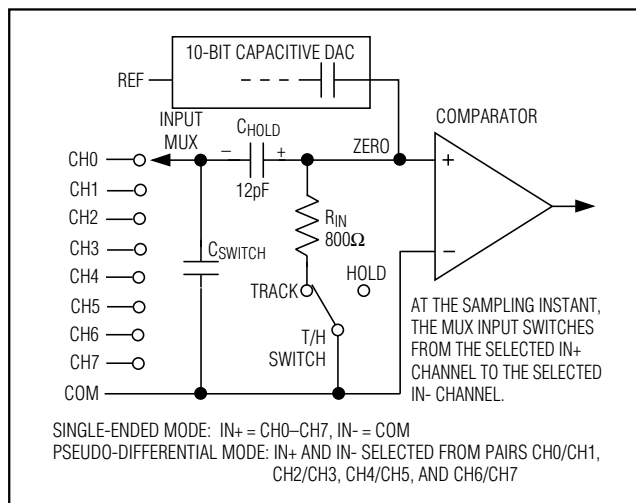 10-BIT CAPACITIVE DAC
REF
COMPARATOR
INPUT
MUX
CHOLD
− +
ZERO
CH0
12pF
+
CH1
CH2
RIN
800Ω
CH3
CSWITCH
−
HOLD
CH4
TRACK
CH5
CH6
T/H
SWITCH
CH7
COM
AT THE SAMPLING INSTANT,
THE MUX INPUT SWITCHES
FROM THE SELECTED IN+
CHANNEL TO THE SELECTED
IN- CHANNEL.
SINGLE-ENDED MODE: IN+ = CH0–CH7, IN- = COM
PSEUDO-DIFFERENTIAL MODE: IN+ AND IN- SELECTED FROM PAIRS CH0/CH1,
CH2/CH3, CH4/CH5, AND CH6/CH7